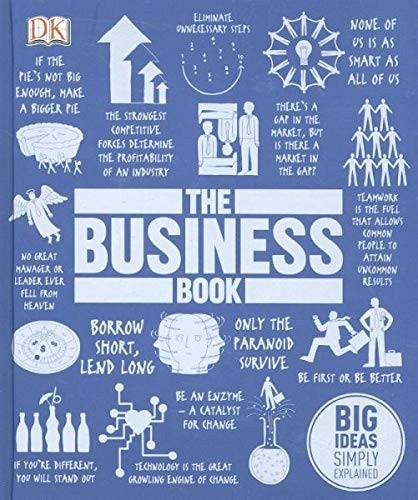 DK
ELIMINATE
UNNECESSARY STEPS
NONE OF
US IS AS
SMART AS
ALL OF US
IF THE
PIE'S NOT BIG
ENOUGH, MAKE
A BIGGER PIE
THE STRONGEST
COMPETITIVE
FORCES DETERMINE
THE PROFITABILITY
OF AN INDUSTRY
THERE'S A
GAP IN THE
MARKET, BUT
IS THERE A
MARKET IN
THE GAP?
THE
BUSINESS
BOOK
TEAMWORK IS THE
FUEL THAT ALLOWS
COMMON
PEOPLE TO
ATTAIN
UNCOMMON
RESULTS
NO GREAT
MANAGER OR
LEADER EVER
FELL FROM
HEAVEN
BORROW
SHORT,
LEND LONG
ONLY THE
PARANOID
SURVIVE
BE FIRST OR BE BETTER
BE AN ENZYME
– A CATALYST
FOR CHANGE
IF YOU'RE DIFFERENT,
YOU WILL STAND OUT
TECHNOLOGY IS THE GREAT
GROWLING ENGINE OF CHANGE
BIG
IDEAS
SIMPLY
EXPLAINED